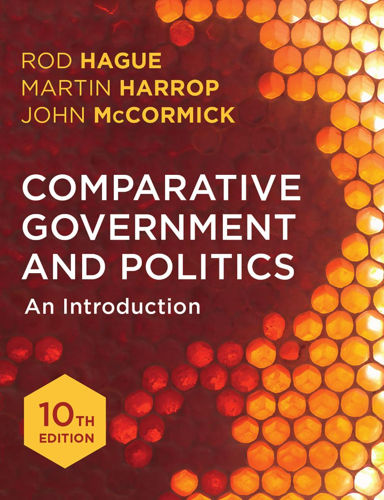 ROD HAGUE
MARTIN HARROP
JOHN McCORMICK
COMPARATIVE
GOVERNMENT
AND POLITICS
An Introduction
10TH
EDITION